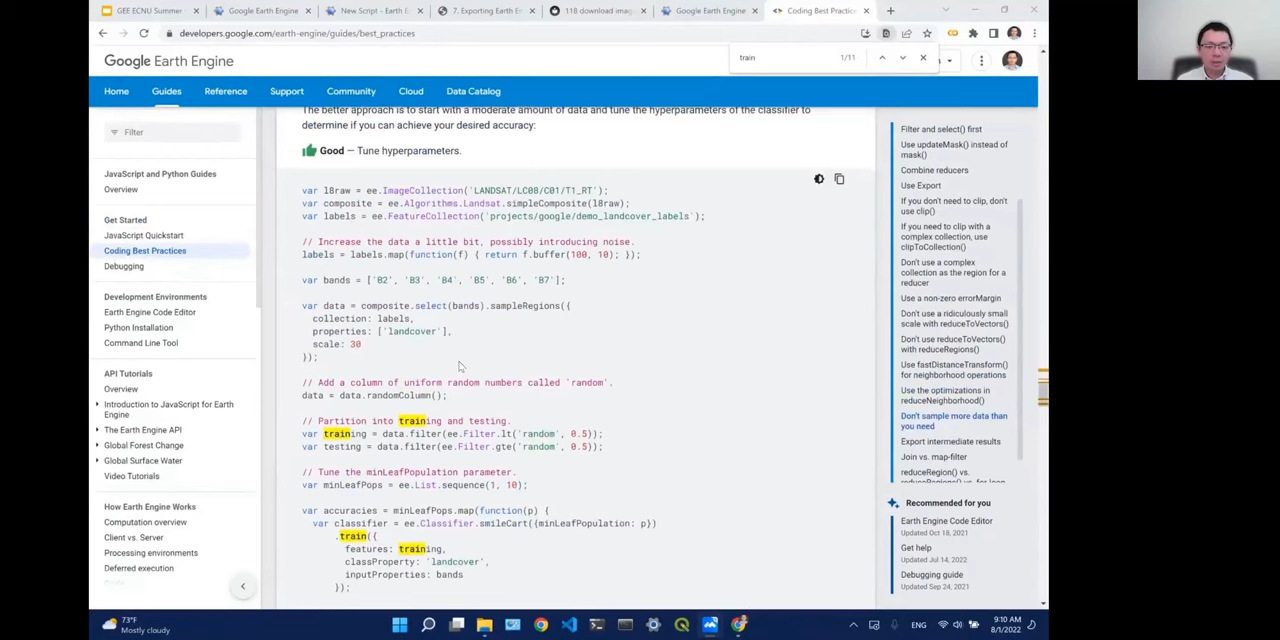 GEE ECNU Summer
Google Earth Engine
New Script - Earth E
7. Exporting Earth En
118 download imag
Google Earth Engine
Coding Best Practice
developers.google.com/earth-engine/guides/best_practices
train
1/11
Google Earth Engine
Home
Guides
Reference
Support
Community
Cloud
Data Catalog
Filter
JavaScript and Python Guides
Overview
Get Started
JavaScript Quickstart
Coding Best Practices
Debugging
Development Environments
Earth Engine Code Editor
Python Installation
Command Line Tool
API Tutorials
Overview
Introduction to JavaScript for Earth
Engine
The Earth Engine API
Global Forest Change
Global Surface Water
Video Tutorials
How Earth Engine Works
Computation overview
Client vs. Server
Processing environments
Deferred execution
The better approach is to start with a moderate amount of data and tune the hyperparameters of the classifier to
determine if you can achieve your desired accuracy:
Good — Tune hyperparameters.
var l8raw = ee.ImageCollection('LANDSAT/LC08/C01/T1_RT');
var composite = ee.Algorithms.Landsat.simpleComposite(l8raw);
var labels = ee.FeatureCollection('projects/google/demo_landcover_labels');
// Increase the data a little bit, possibly introducing noise.
labels = labels.map(function(f) { return f.buffer(100, 10); });
var bands = ['B2', 'B3', 'B4', 'B5', 'B6', 'B7'];
var data = composite.select(bands).sampleRegions({
collection: labels,
properties: ['landcover'],
scale: 30
});
// Add a column of uniform random numbers called 'random'.
data = data.randomColumn();
// Partition into training and testing.
var training = data.filter(ee.Filter.lt('random', 0.5));
var testing = data.filter(ee.Filter.gte('random', 0.5));
// Tune the minLeafPopulation parameter.
var minLeafPops = ee.List.sequence(1, 10);
var accuracies = minLeafPops.map(function(p) {
var classifier = ee.Classifier.smileCart({minLeafPopulation: p})
.train({
features: training,
classProperty: 'landcover',
inputProperties: bands
});
Filter and select() first
Use updateMask() instead of
mask()
Combine reducers
Use Export
If you don't need to clip, don't
use clip()
If you need to clip with a
complex collection, use
clipToCollection()
Don't use a complex
collection as the region for a
reducer
Use a non-zero errorMargin
Don't use a ridiculously small
scale with reduceToVectors()
Don't use reduceToVectors()
with reduceRegions()
Use fastDistanceTransform()
for neighborhood operations
Use the optimizations in
reduceNeighborhood()
Don't sample more data than
you need
Export intermediate results
Join vs. map-filter
reduceRegion() vs.
reduceRegions() vs. for-loop
Recommended for you
Earth Engine Code Editor
Updated Oct 18, 2021
Get help
Updated Jul 14, 2022
Debugging guide
Updated Sep 24, 2021
73°F
Mostly cloudy
ENG
9:10 AM
8/1/2022